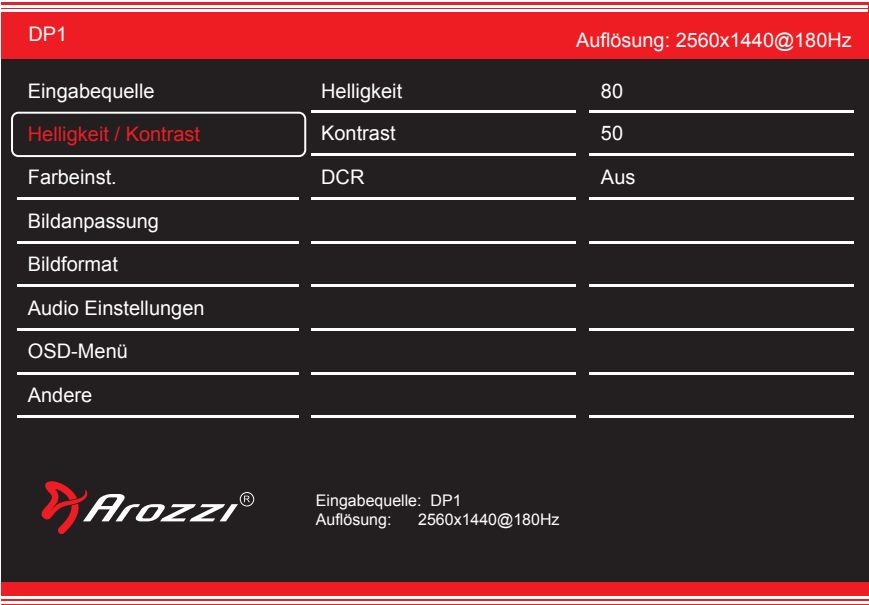 DP1 Auflösung: 2560x1440@180Hz
Eingabequelle Helligkeit 80
Helligkeit / Kontrast Kontrast 50
Farbeinst. DCR Aus
Bildanpassung
Bildformat
Audio Einstellungen
OSD-Menü
Andere
Arozzi®
Eingabequelle: DP1
Auflösung: 2560x1440@180Hz